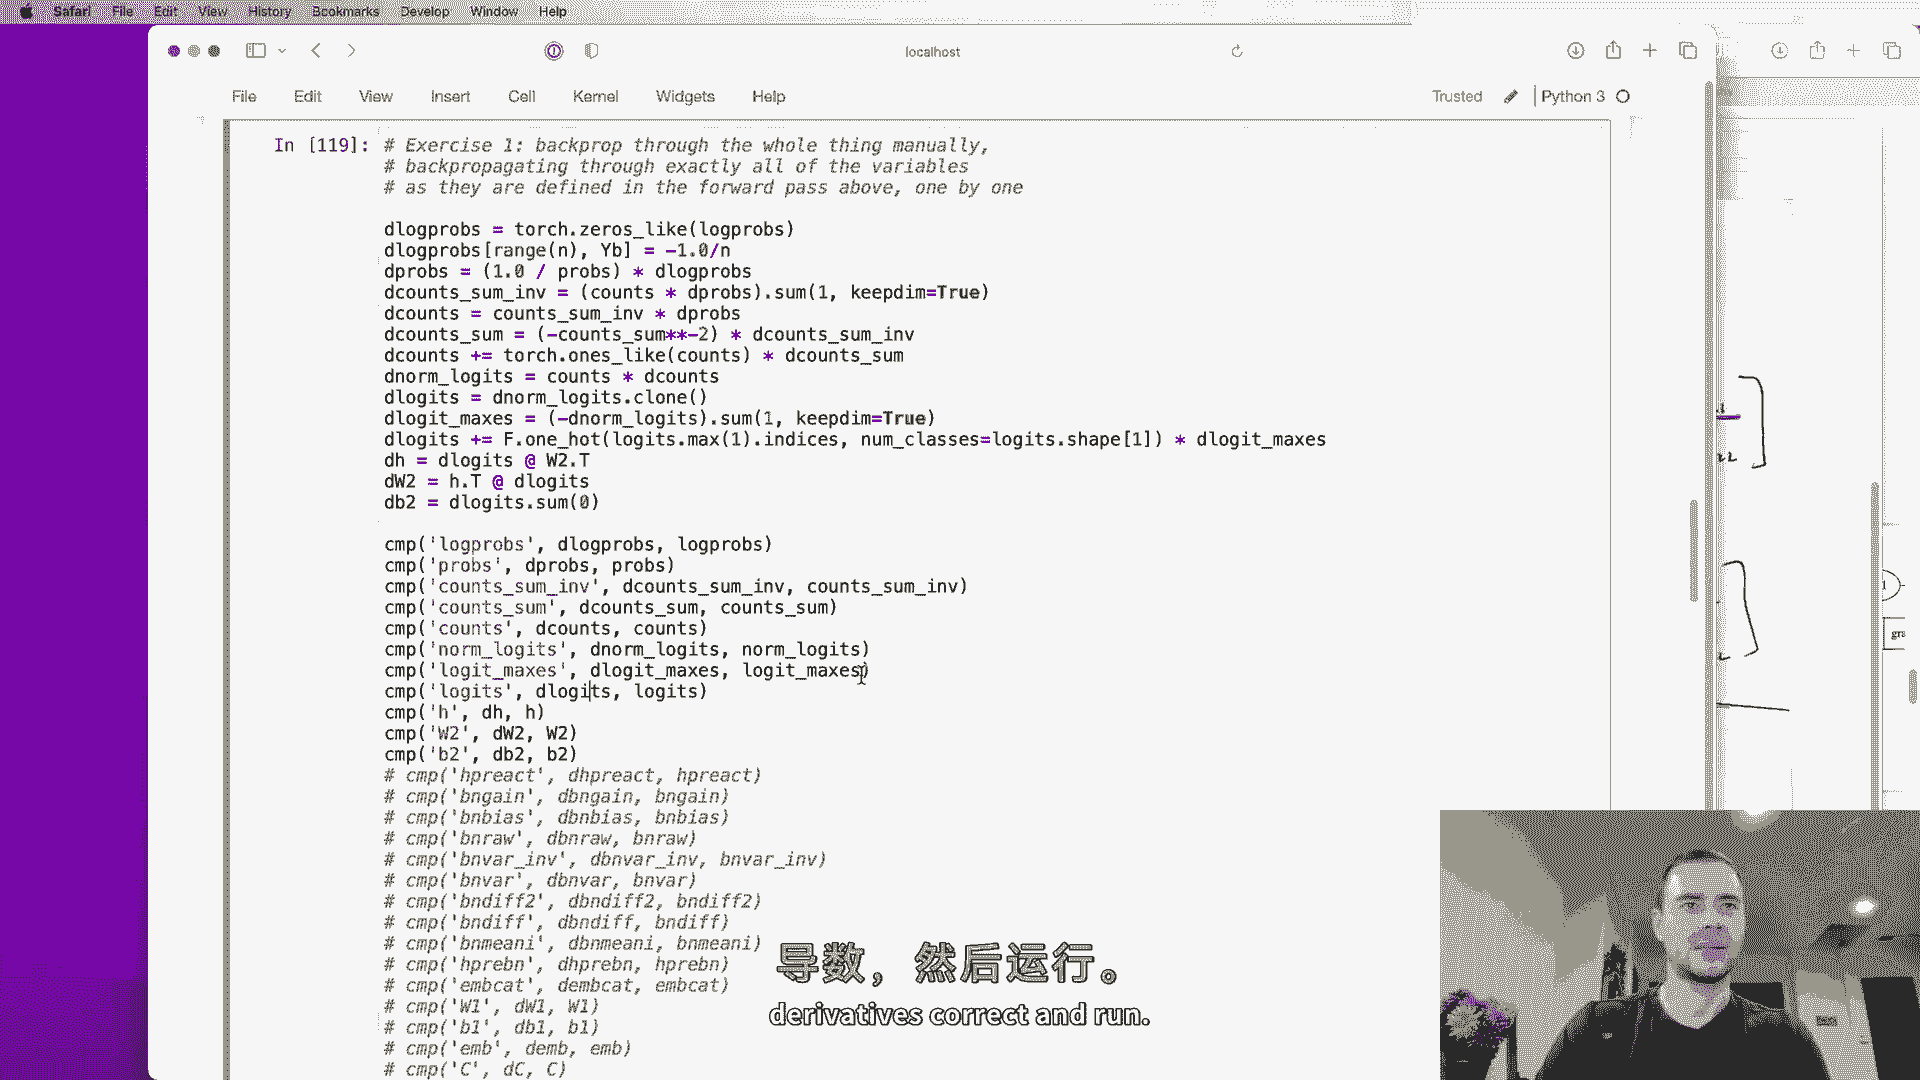 Safari File Edit View History Bookmarks Develop Window Help
localhost
File Edit View Insert Cell Kernel Widgets Help Trusted Python 3
In [119]: # Exercise 1: backprop through the whole thing manually,
# backpropagating through exactly all of the variables
# as they are defined in the forward pass above, one by one
dlogprobs = torch.zeros_like(logprobs)
dlogprobs[range(n), Yb] = -1.0/n
dprobs = (1.0 / probs) * dlogprobs
dcounts_sum_inv = (counts * dprobs).sum(1, keepdim=True)
dcounts = counts_sum_inv * dprobs
dcounts_sum = (-counts_sum**-2) * dcounts_sum_inv
dcounts += torch.ones_like(counts) * dcounts_sum
dnorm_logits = counts * dcounts
dlogits = dnorm_logits.clone()
dlogit_maxes = (-dnorm_logits).sum(1, keepdim=True)
dlogits += F.one_hot(logits.max(1).indices, num_classes=logits.shape[1]) * dlogit_maxes
dh = dlogits @ W2.T
dW2 = h.T @ dlogits
db2 = dlogits.sum(0)
cmp('logprobs', dlogprobs, logprobs)
cmp('probs', dprobs, probs)
cmp('counts_sum_inv', dcounts_sum_inv, counts_sum_inv)
cmp('counts_sum', dcounts_sum, counts_sum)
cmp('counts', dcounts, counts)
cmp('norm_logits', dnorm_logits, norm_logits)
cmp('logit_maxes', dlogit_maxes, logit_maxes)
cmp('logits', dlogits, logits)
cmp('h', dh, h)
cmp('W2', dW2, W2)
cmp('b2', db2, b2)
# cmp('hpreact', dhpreact, hpreact)
# cmp('bngain', dbngain, bngain)
# cmp('bnbias', dbnbias, bnbias)
# cmp('bnraw', dbnraw, bnraw)
# cmp('bnvar_inv', dbnvar_inv, bnvar_inv)
# cmp('bnvar', dbnvar, bnvar)
# cmp('bndiff2', dbndiff2, bndiff2)
# cmp('bndiff', dbndiff, bndiff)
# cmp('bnmeani', dbnmeani, bnmeani)
# cmp('hprebn', dhprebn, hprebn)
# cmp('embcat', dembcat, embcat)
# cmp('W1', dW1, W1)
# cmp('b1', db1, b1)
# cmp('emb', demb, emb)
# cmp('C', dC, C)
导数，然后运行。
derivatives correct and run.